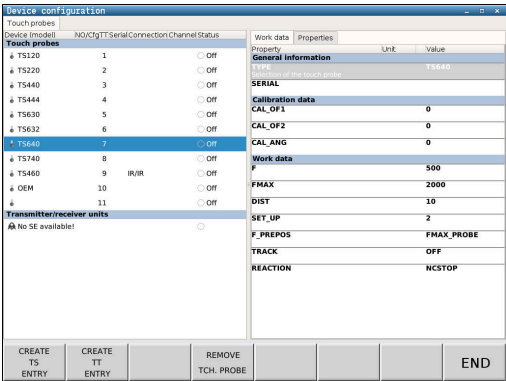 Device configuration
Touch probes
Device (model) NO/CfgTT:Serial Connection Channel Status
Touch probes
TS120 1 Off
TS220 2 Off
TS440 3 Off
TS444 4 Off
TS630 5 Off
TS632 6 Off
TS640 7 Off
TS740 8 Off
TS460 9 IR/IR Off
OEM 10 Off
11 Off
Transmitter/receiver units
No SE available!
Work data Properties
Property Unit Value
General information
TYPE TS640
Selection of the touch probe
SERIAL
Calibration data
CAL_OF1 0
CAL_OF2 0
CAL_ANG 0
Work data
F 500
FMAX 2000
DIST 10
SET_UP 2
F_PREPOS FMAX_PROBE
TRACK OFF
REACTION NCSTOP
CREATE TS ENTRY
CREATE TT ENTRY
REMOVE TCH. PROBE
END